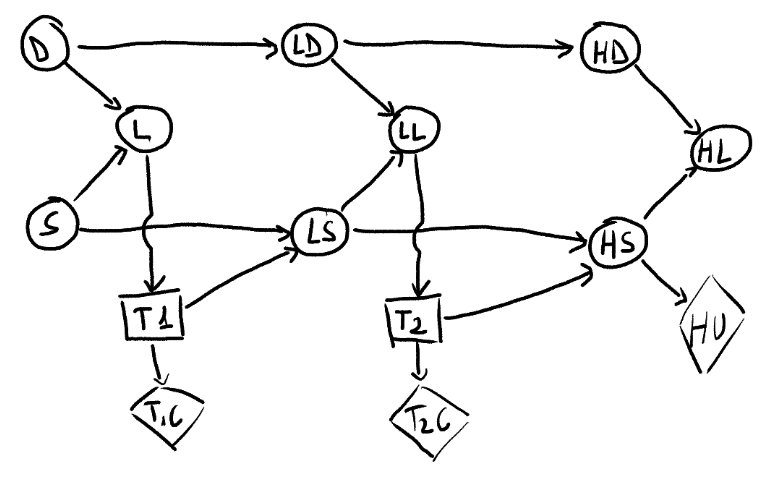 D LD HD
L LL HL
S LS HS
T1 T2 HU
T1C T2C